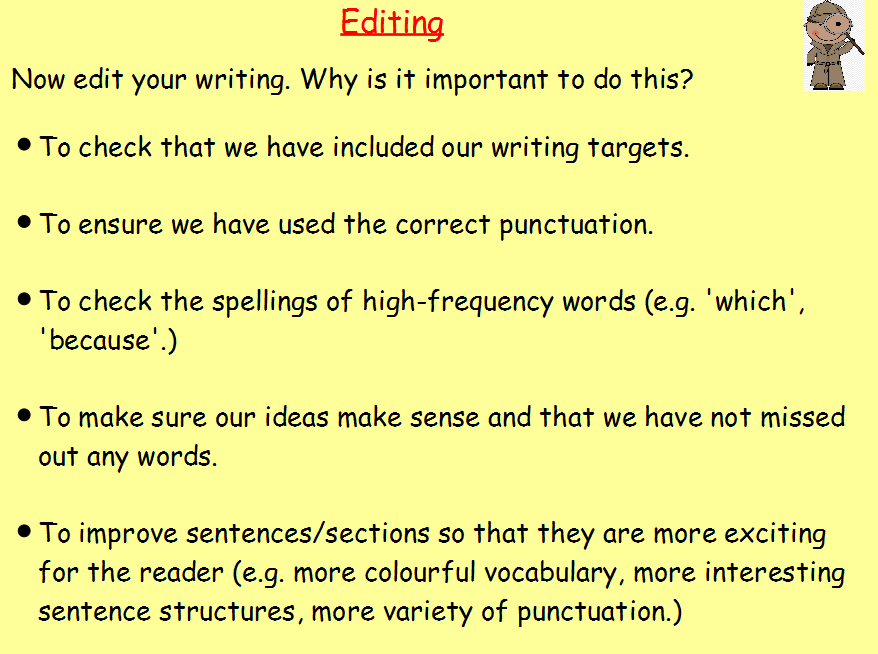 Editing
Now edit your writing. Why is it important to do this?
• To check that we have included our writing targets.
• To ensure we have used the correct punctuation.
• To check the spellings of high-frequency words (e.g. 'which',
'because'.)
• To make sure our ideas make sense and that we have not missed
out any words.
• To improve sentences/sections so that they are more exciting
for the reader (e.g. more colourful vocabulary, more interesting
sentence structures, more variety of punctuation.)